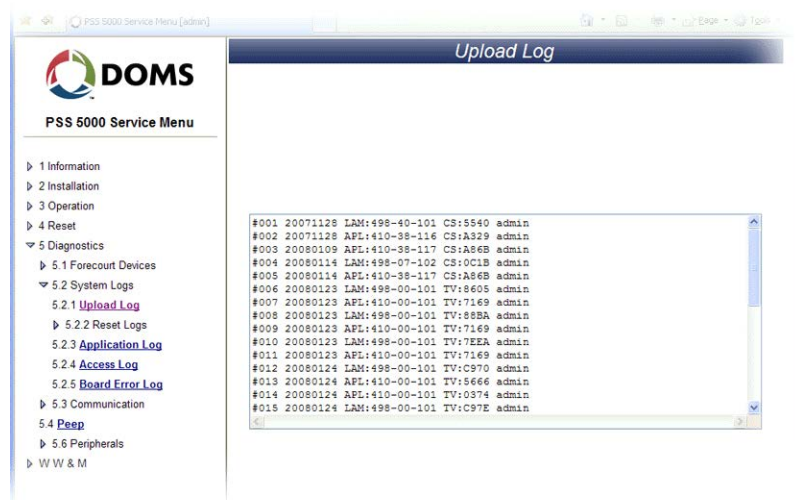 PSS 5000 Service Menu [admin]
Page
Tools
Upload Log
DOMS
PSS 5000 Service Menu
1 Information
2 Installation
3 Operation
4 Reset
5 Diagnostics
5.1 Forecourt Devices
5.2 System Logs
5.2.1 Upload Log
5.2.2 Reset Logs
5.2.3 Application Log
5.2.4 Access Log
5.2.5 Board Error Log
5.3 Communication
5.4 Peep
5.6 Peripherals
W W & M
#001 20071128 LAM:498-40-101 CS:5540 admin
#002 20071128 APL:410-38-116 CS:A329 admin
#003 20080109 APL:410-38-117 CS:A86B admin
#004 20080114 LAM:498-07-102 CS:0C1B admin
#005 20080114 APL:410-38-117 CS:A86B admin
#006 20080123 LAM:498-00-101 TV:8605 admin
#007 20080123 APL:410-00-101 TV:7169 admin
#008 20080123 LAM:498-00-101 TV:88BA admin
#009 20080123 APL:410-00-101 TV:7169 admin
#010 20080123 LAM:498-00-101 TV:7EEA admin
#011 20080123 APL:410-00-101 TV:7169 admin
#012 20080124 LAM:498-00-101 TV:C970 admin
#013 20080124 APL:410-00-101 TV:5666 admin
#014 20080124 APL:410-00-101 TV:0374 admin
#015 20080124 LAM:498-00-101 TV:C97E admin